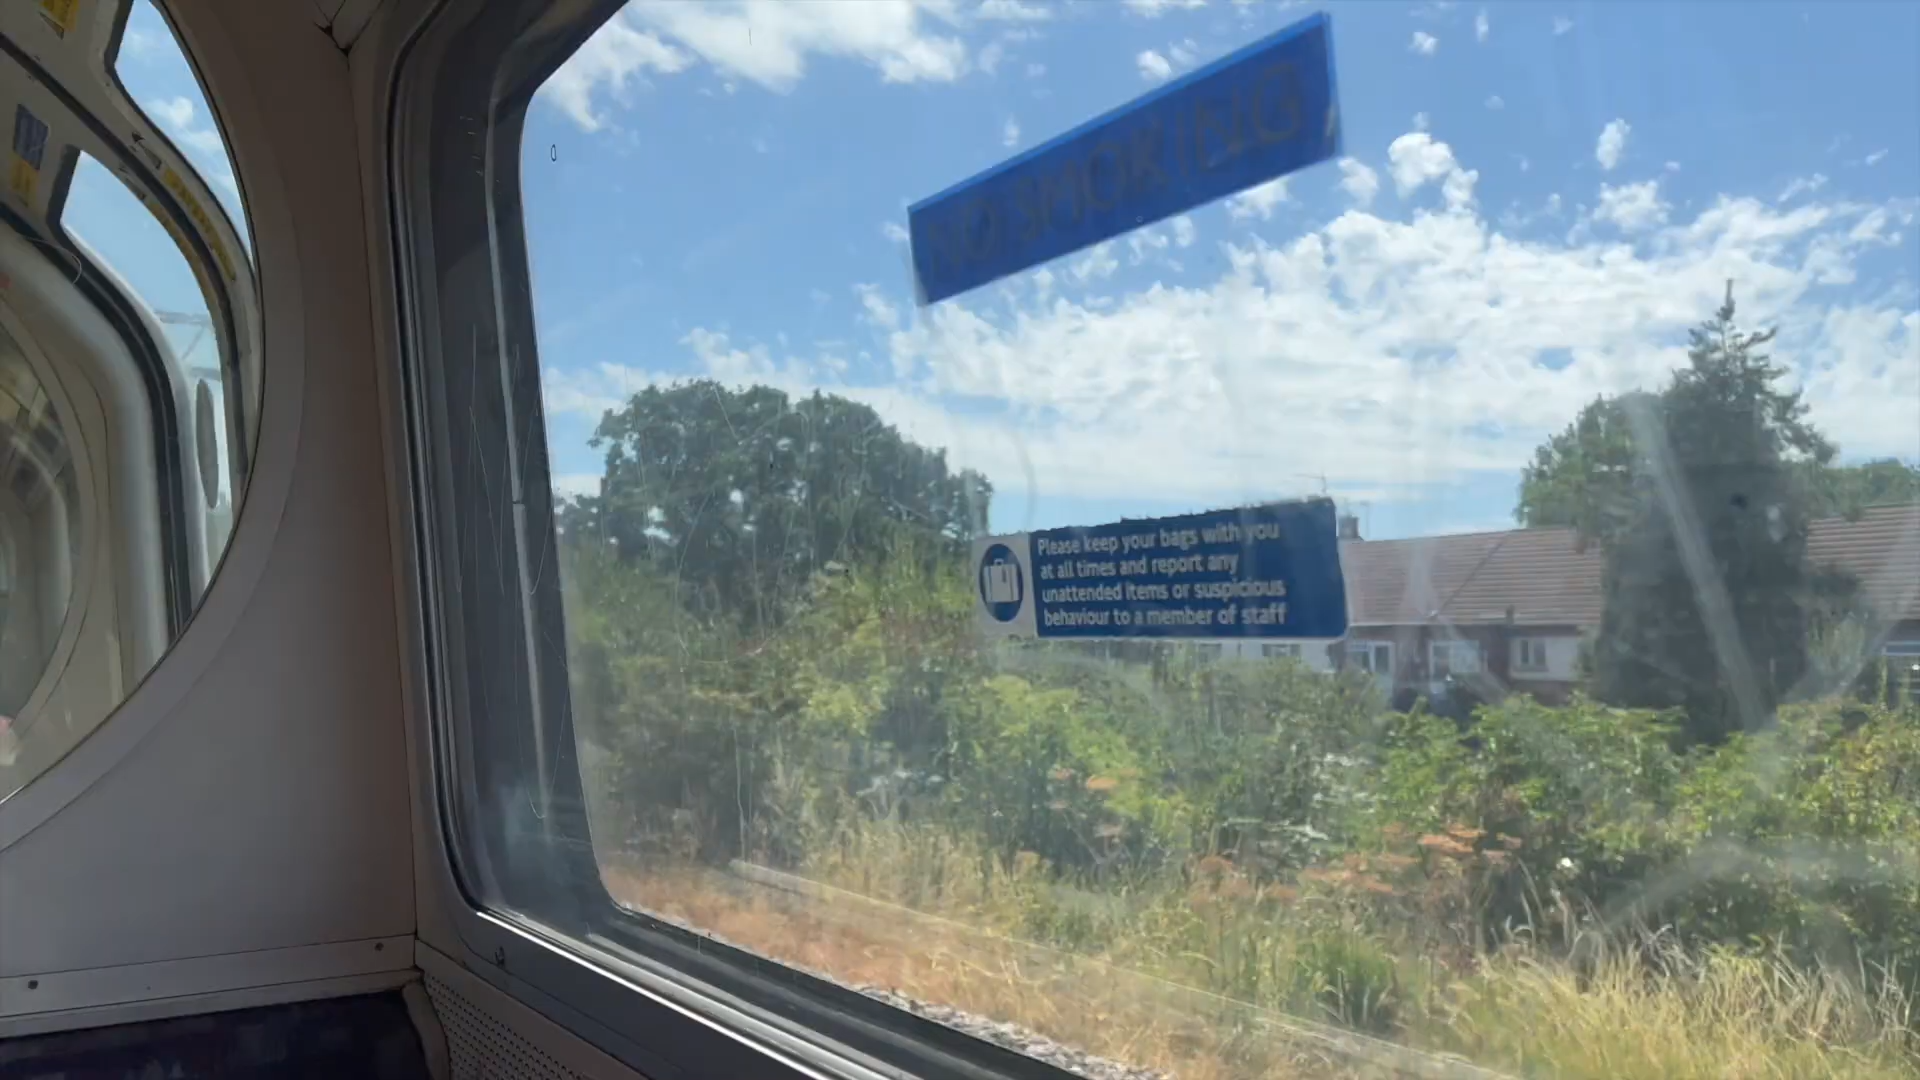 NO SMOKING
Please keep your bags with you
at all times and report any
unattended items or suspicious
behaviour to a member of staff